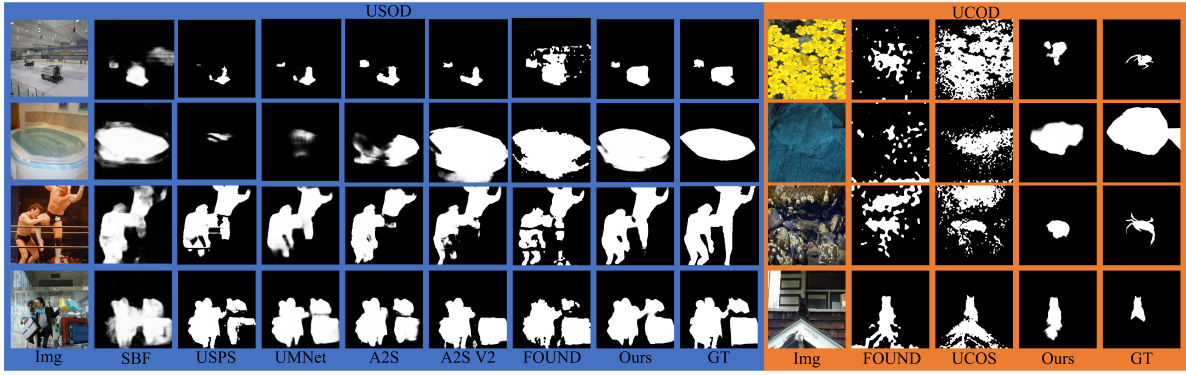 USOD
UCOD
Img SBF USPS UMNet A2S A2S V2 FOUND Ours GT
Img FOUND UCOS Ours GT